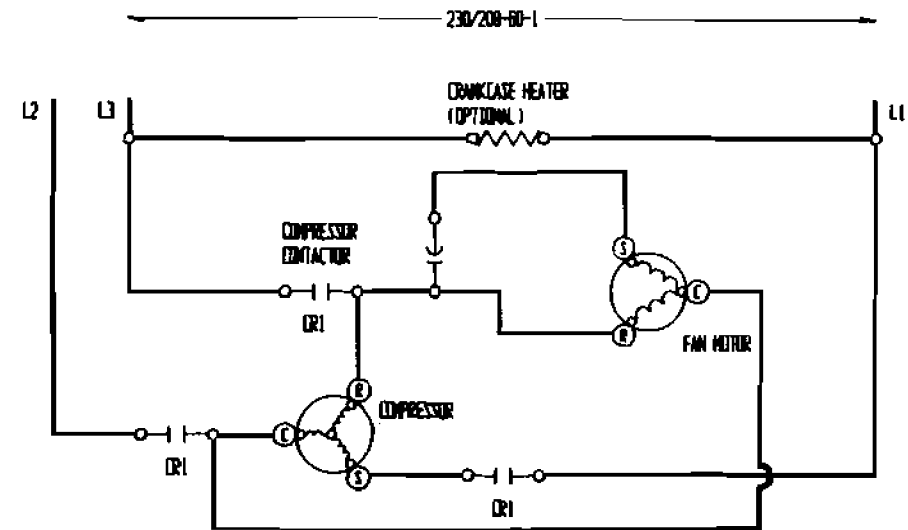 230/208-60-1
L2
L3
CRANKCASE HEATER
(OPTIONAL)
L1
COMPRESSOR
CONTACTOR
S
C
R
FAN MOTOR
CR1
R
COMPRESSOR
C
S
CR1
CR1